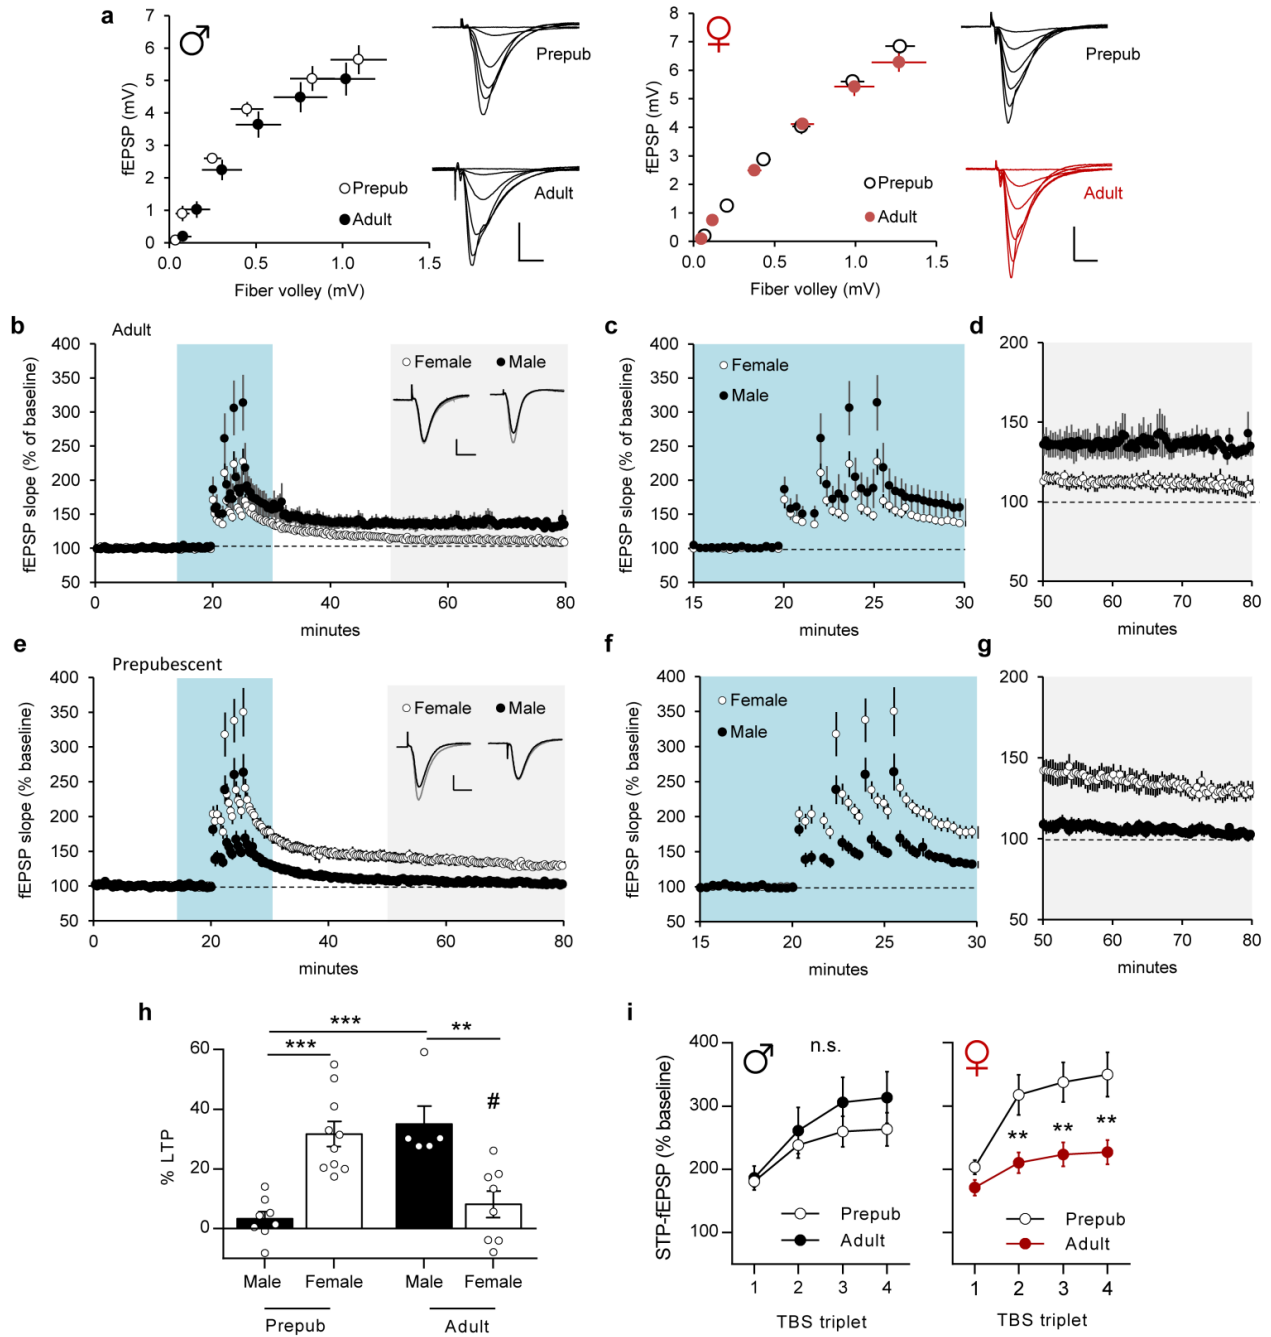 a
7
6
5
4
3
2
1
0
fEPSP (mV)
♂
Prepub
Adult
0.0 0.5 1.0 1.5
Fiber volley (mV)
Prepub
Adult
8
7
6
5
4
3
2
1
0
fEPSP (mV)
♀
Prepub
Adult
0.0 0.5 1.0 1.5
Fiber volley (mV)
Prepub
Adult
b
Adult
400
350
300
250
200
150
100
50
fEPSP slope (% of baseline)
Female Male
0 20 40 60 80
minutes
c
400
350
300
250
200
150
100
50
fEPSP slope (% of baseline)
Female
Male
15 20 25 30
minutes
d
200
150
100
50
50 60 70 80
minutes
e
Prepubescent
400
350
300
250
200
150
100
50
fEPSP slope (% baseline)
Female Male
0 20 40 60 80
minutes
f
400
350
300
250
200
150
100
50
fEPSP slope (% baseline)
Female
Male
15 20 25 30
minutes
g
200
150
100
50
50 60 70 80
minutes
h
60
40
20
0
% LTP
***
***
**
#
Male Female Male Female
Prepub Adult
i
400
300
200
100
STP-fEPSP (% baseline)
♂
n.s.
Prepub
Adult
1 2 3 4
TBS triplet
♀
** ** **
Prepub
Adult
1 2 3 4
TBS triplet